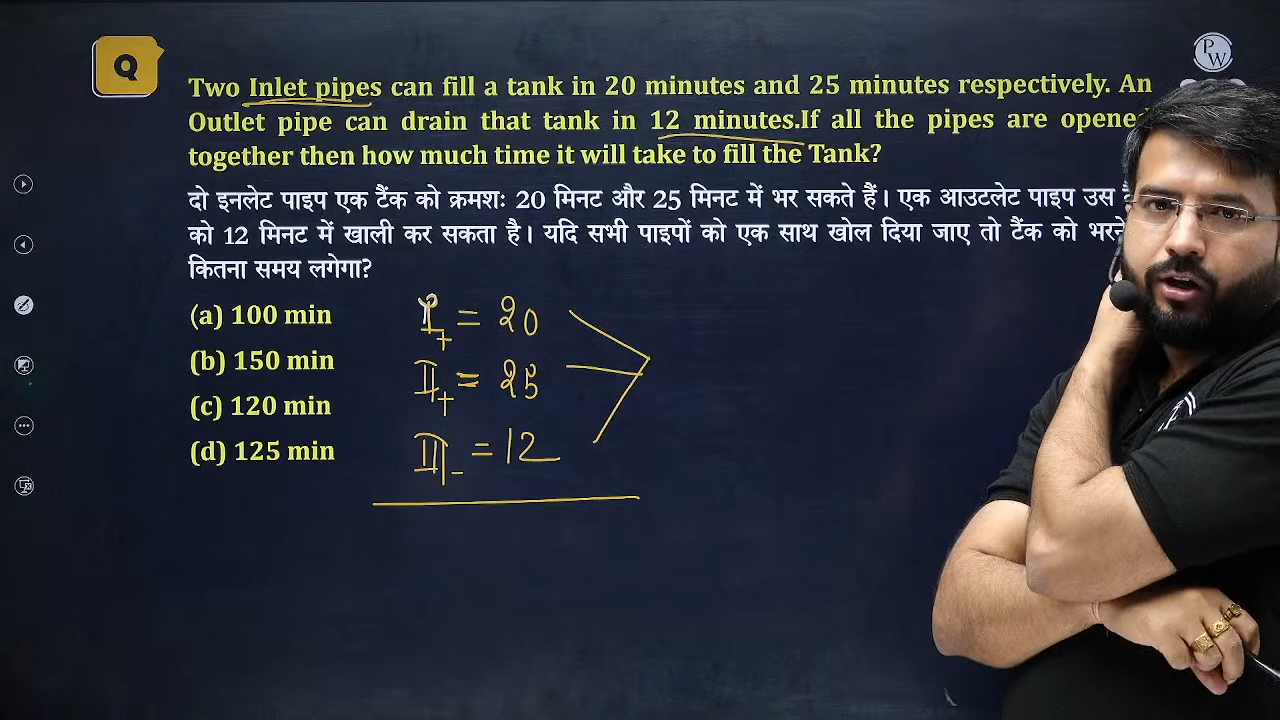 Q
PW
Two Inlet pipes can fill a tank in 20 minutes and 25 minutes respectively. An
Outlet pipe can drain that tank in 12 minutes.If all the pipes are opened
together then how much time it will take to fill the Tank?
दो इनलेट पाइप एक टैंक को क्रमशः 20 मिनट और 25 मिनट में भर सकते हैं। एक आउटलेट पाइप उस
को 12 मिनट में खाली कर सकता है। यदि सभी पाइपों को एक साथ खोल दिया जाए तो टैंक को भरने
कितना समय लगेगा?
(a) 100 min
(b) 150 min
(c) 120 min
(d) 125 min
I+ = 20
II+ = 25
III- = 12